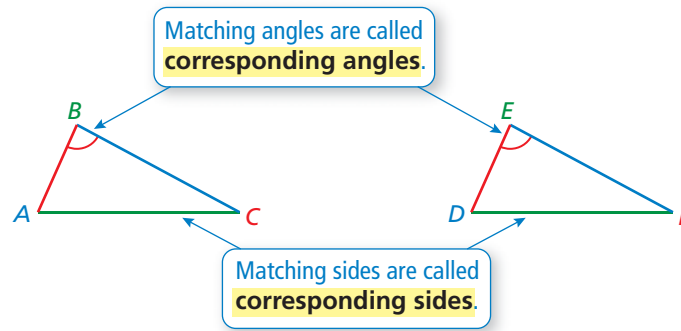 Matching angles are called
corresponding angles.
B
E
A
C
D
Matching sides are called
corresponding sides.